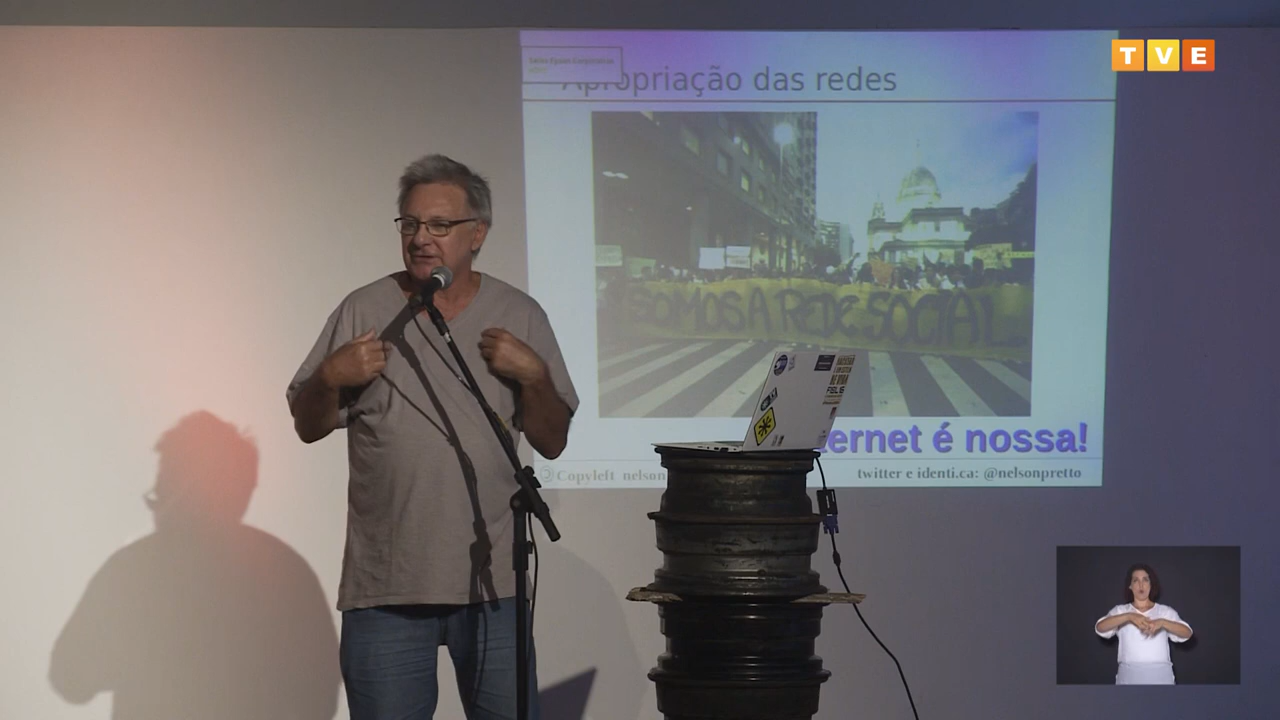 TVE
Apropriação das redes
SOMOS A REDE SOCIAL
ernet é nossa!
Copyleft nelson
twitter e identi.ca: @nelsonpretto